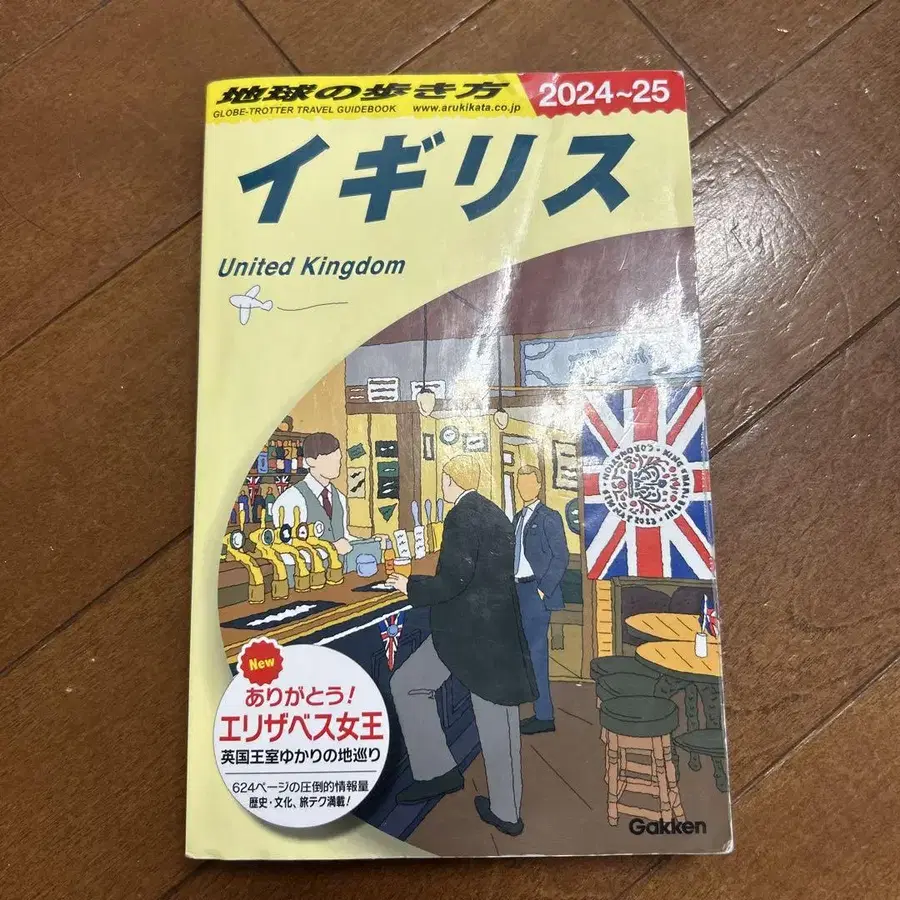 地球の歩き方
GLOBE-TROTTER TRAVEL GUIDEBOOK
www.arukikata.co.jp
2024~25
イギリス
United Kingdom
New
ありがとう!
エリザベス女王
英国王室ゆかりの地巡り
624ページの圧倒的情報量
歴史・文化、旅テク満載!
Gakken